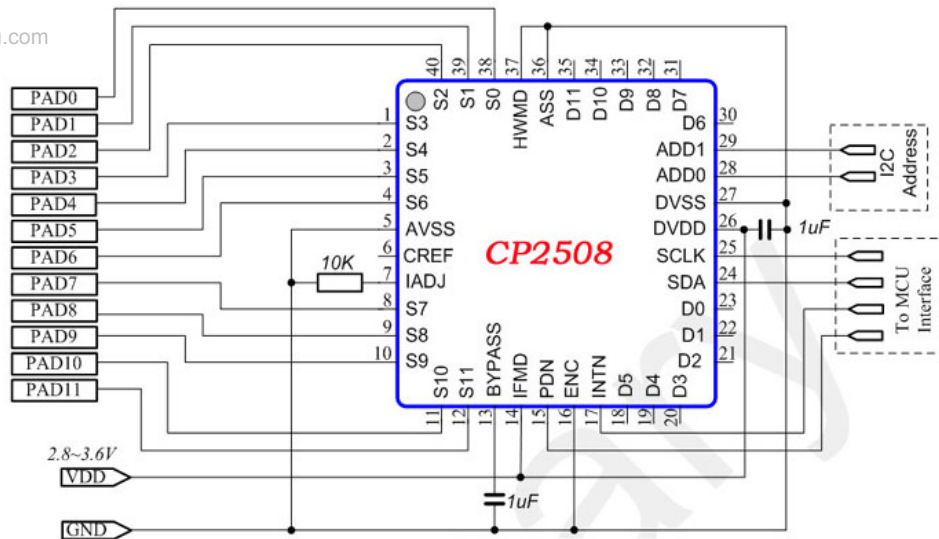 u.com
PAD0
PAD1
PAD2
PAD3
PAD4
PAD5
PAD6
PAD7
PAD8
PAD9
PAD10
PAD11
2.8~3.6V
VDD
GND
10K
1uF
40 39 38 37 36 35 34 33 32 31
S2 S1 S0 HWMD ASS D11 D10 D9 D8 D7
1 S3
2 S4
3 S5
4 S6
5 AVSS
6 CREF
7 IADJ
8 S7
9 S8
10 S9
CP2508
D6 30
ADD1 29
ADD0 28
DVSS 27
DVDD 26
SCLK 25
SDA 24
D0 23
D1 22
D2 21
S10 S11 BYPASS IFMD PDN ENC INTN D5 D4 D3
11 12 13 14 15 16 17 18 19 20
1uF
I2C
Address
To MCU
Interface
ary